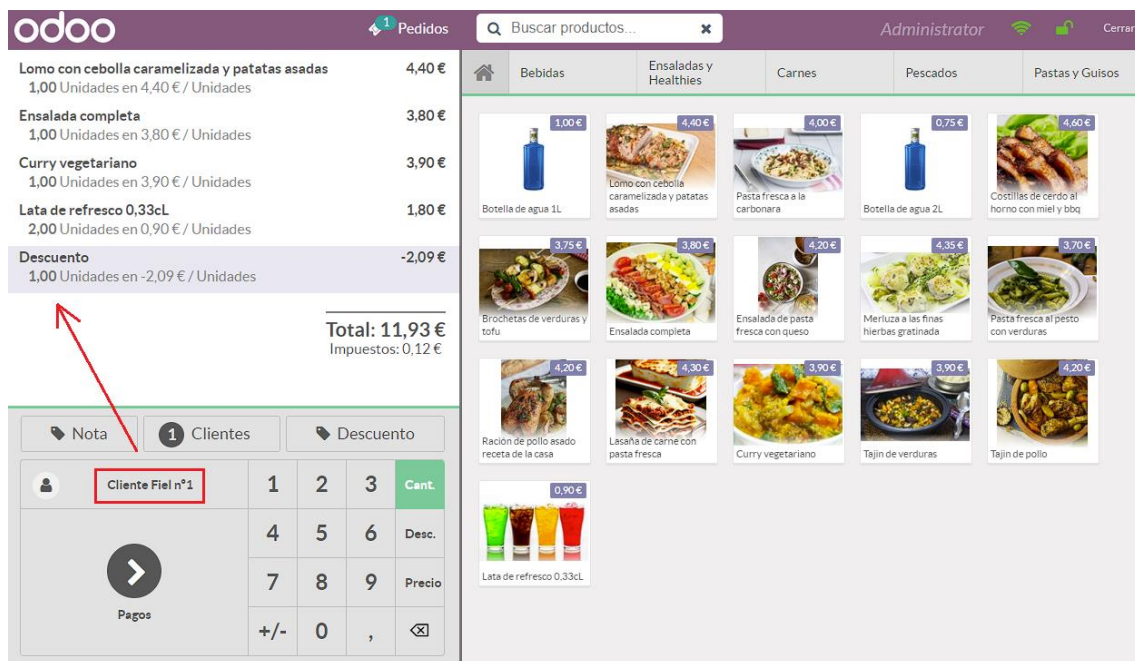 odoo
1 Pedidos
Buscar productos...
Administrator
Cerrar
Lomo con cebolla caramelizada y patatas asadas 4,40 €
1,00 Unidades en 4,40 € / Unidades
Ensalada completa 3,80 €
1,00 Unidades en 3,80 € / Unidades
Curry vegetariano 3,90 €
1,00 Unidades en 3,90 € / Unidades
Lata de refresco 0,33cL 1,80 €
2,00 Unidades en 0,90 € / Unidades
Descuento -2,09 €
1,00 Unidades en -2,09 € / Unidades
Total: 11,93 €
Impuestos: 0,12 €
Nota
1 Clientes
Descuento
Cliente Fiel nº1
1 2 3 Cant.
4 5 6 Desc.
7 8 9 Precio
+/- 0 ,
Pagos
Bebidas
Ensaladas y
Healthies
Carnes
Pescados
Pastas y Guisos
1,00 €
Botella de agua 1L
4,40 €
Lomo con cebolla
caramelizada y patatas
asadas
4,00 €
Pasta fresca a la
carbonara
0,75 €
Botella de agua 2L
4,60 €
Costillas de cerdo al
horno con miel y bbq
3,75 €
Brochetas de verduras y
tofu
3,80 €
Ensalada completa
4,20 €
Ensalada de pasta
fresca con queso
4,35 €
Merluza a las finas
hierbas gratinada
3,70 €
Pasta fresca al pesto
con verduras
4,20 €
Ración de pollo asado
receta de la casa
4,30 €
Lasaña de carne con
pasta fresca
3,90 €
Curry vegetariano
3,90 €
Tajin de verduras
4,20 €
Tajin de pollo
0,90 €
Lata de refresco 0,33cL